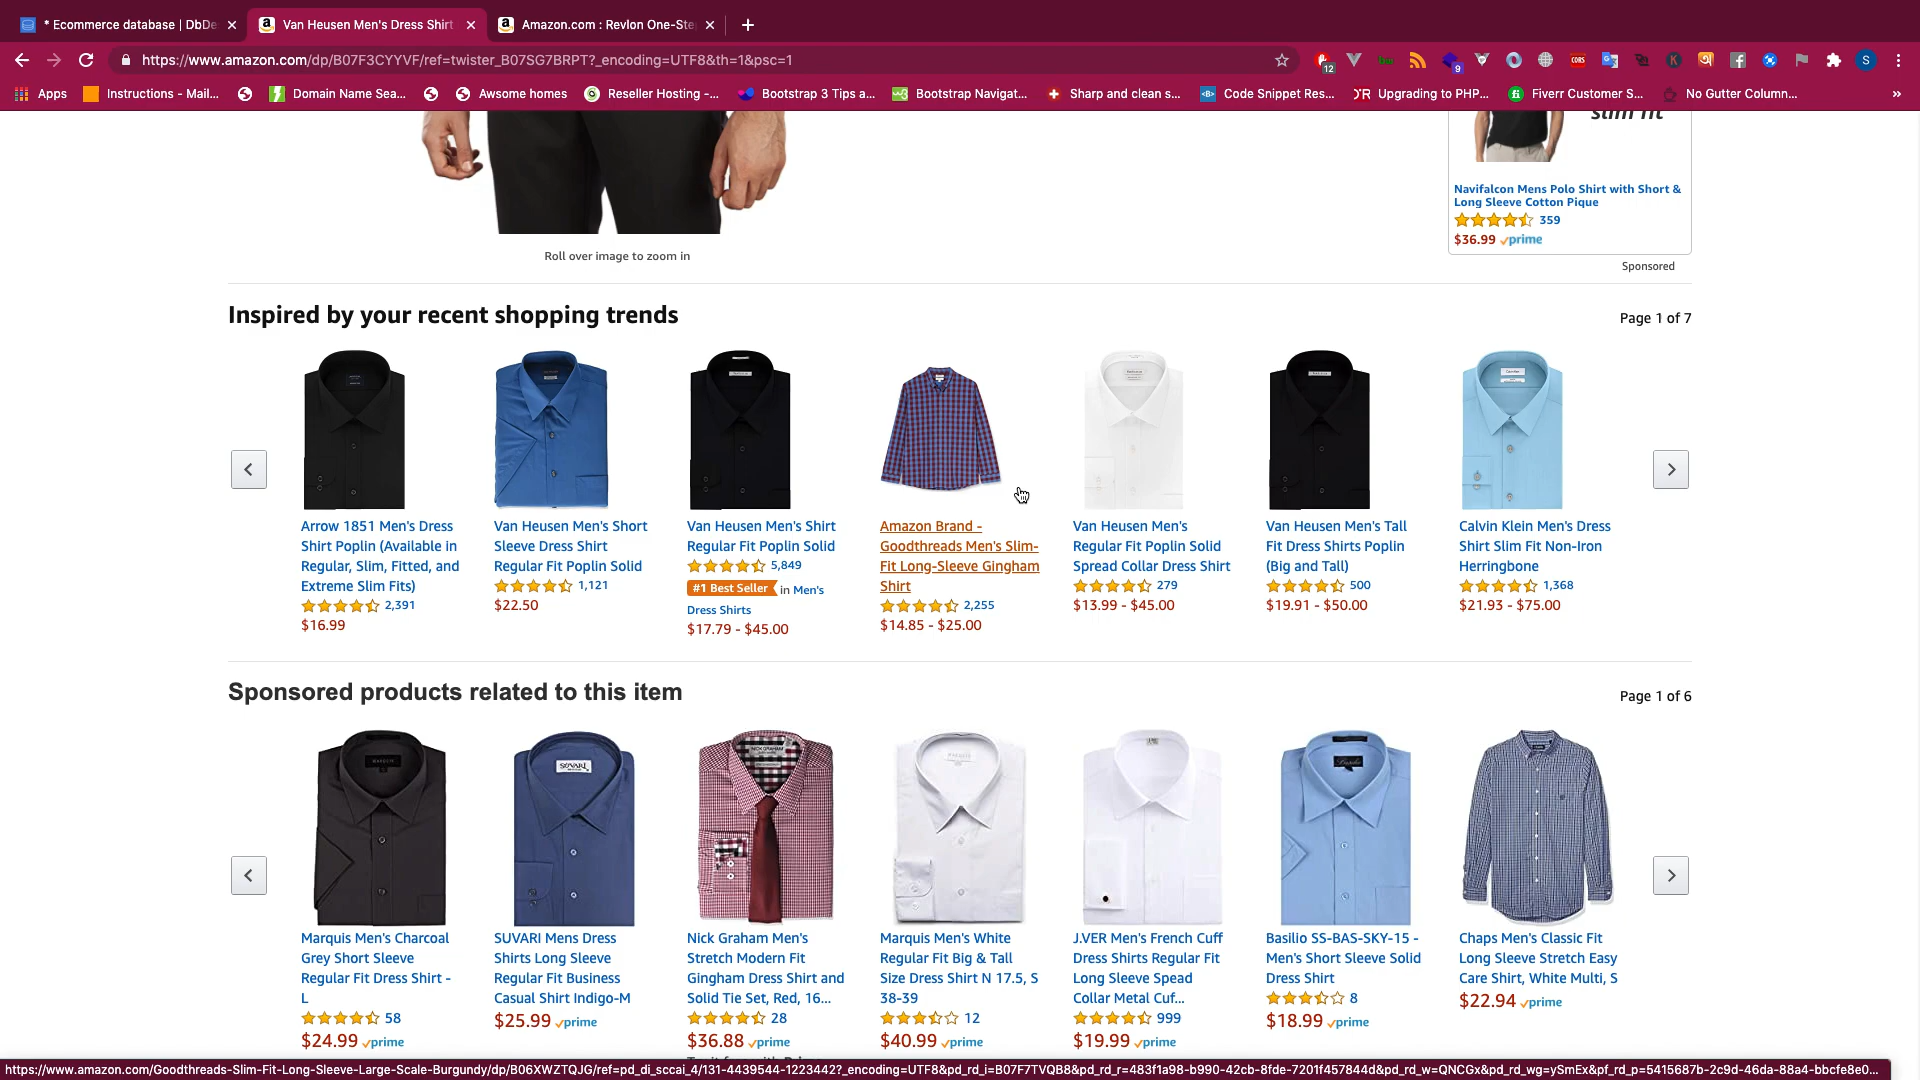 * Ecommerce database | DbDe
Van Heusen Men's Dress Shirt
Amazon.com : Revlon One-Ste
https://www.amazon.com/dp/B07F3CYYVF/ref=twister_B07SG7BRPT?_encoding=UTF8&th=1&psc=1
12
9
CORS
K
S
Apps
Instructions - Mail...
Domain Name Sea...
Awsome homes
Reseller Hosting -...
Bootstrap 3 Tips a...
Bootstrap Navigat...
Sharp and clean s...
Code Snippet Res...
Upgrading to PHP...
Fiverr Customer S...
No Gutter Column...
»
slim fit
Navifalcon Mens Polo Shirt with Short &
Long Sleeve Cotton Pique
359
$36.99 prime
Sponsored
Roll over image to zoom in
Inspired by your recent shopping trends
Page 1 of 7
Arrow 1851 Men's Dress
Shirt Poplin (Available in
Regular, Slim, Fitted, and
Extreme Slim Fits)
2,391
$16.99
Van Heusen Men's Short
Sleeve Dress Shirt
Regular Fit Poplin Solid
1,121
$22.50
Van Heusen Men's Shirt
Regular Fit Poplin Solid
5,849
#1 Best Seller in Men's
Dress Shirts
$17.79 - $45.00
Amazon Brand -
Goodthreads Men's Slim-
Fit Long-Sleeve Gingham
Shirt
2,255
$14.85 - $25.00
Van Heusen Men's
Regular Fit Poplin Solid
Spread Collar Dress Shirt
279
$13.99 - $45.00
Van Heusen Men's Tall
Fit Dress Shirts Poplin
(Big and Tall)
500
$19.91 - $50.00
Calvin Klein Men's Dress
Shirt Slim Fit Non-Iron
Herringbone
1,368
$21.93 - $75.00
Sponsored products related to this item
Page 1 of 6
MARQUIS
SUVARI
NICK GRAHAM
Marquis Men's Charcoal
Grey Short Sleeve
Regular Fit Dress Shirt -
L
58
$24.99 prime
SUVARI Mens Dress
Shirts Long Sleeve
Regular Fit Business
Casual Shirt Indigo-M
$25.99 prime
Nick Graham Men's
Stretch Modern Fit
Gingham Dress Shirt and
Solid Tie Set, Red, 16...
28
$36.88 prime
Marquis Men's White
Regular Fit Big & Tall
Size Dress Shirt N 17.5, S
38-39
12
$40.99 prime
J.VER Men's French Cuff
Dress Shirts Regular Fit
Long Sleeve Spead
Collar Metal Cuf...
999
$19.99 prime
Basilio SS-BAS-SKY-15 -
Men's Short Sleeve Solid
Dress Shirt
8
$18.99 prime
Chaps Men's Classic Fit
Long Sleeve Stretch Easy
Care Shirt, White Multi, S
$22.94 prime
https://www.amazon.com/Goodthreads-Slim-Fit-Long-Sleeve-Large-Scale-Burgundy/dp/B06XWZTQJG/ref=pd_di_sccai_4/131-4439544-1223442?_encoding=UTF8&pd_rd_i=B07F7TVQB8&pd_rd_r=483f1a98-b990-42cb-8fde-7201f457844d&pd_rd_w=QNCGx&pd_rd_wg=ySmEx&pf_rd_p=5415687b-2c9d-46da-88a4-bbcfe8e0...